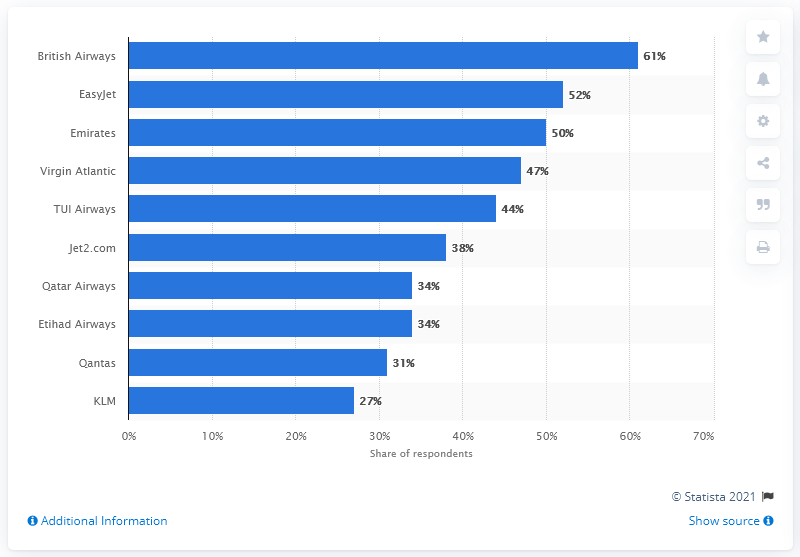 British Airways 61%
EasyJet 52%
Emirates 50%
Virgin Atlantic 47%
TUI Airways 44%
Jet2.com 38%
Qatar Airways 34%
Etihad Airways 34%
Qantas 31%
KLM 27%
0% 10% 20% 30% 40% 50% 60% 70%
Share of respondents
© Statista 2021
Additional Information Show source